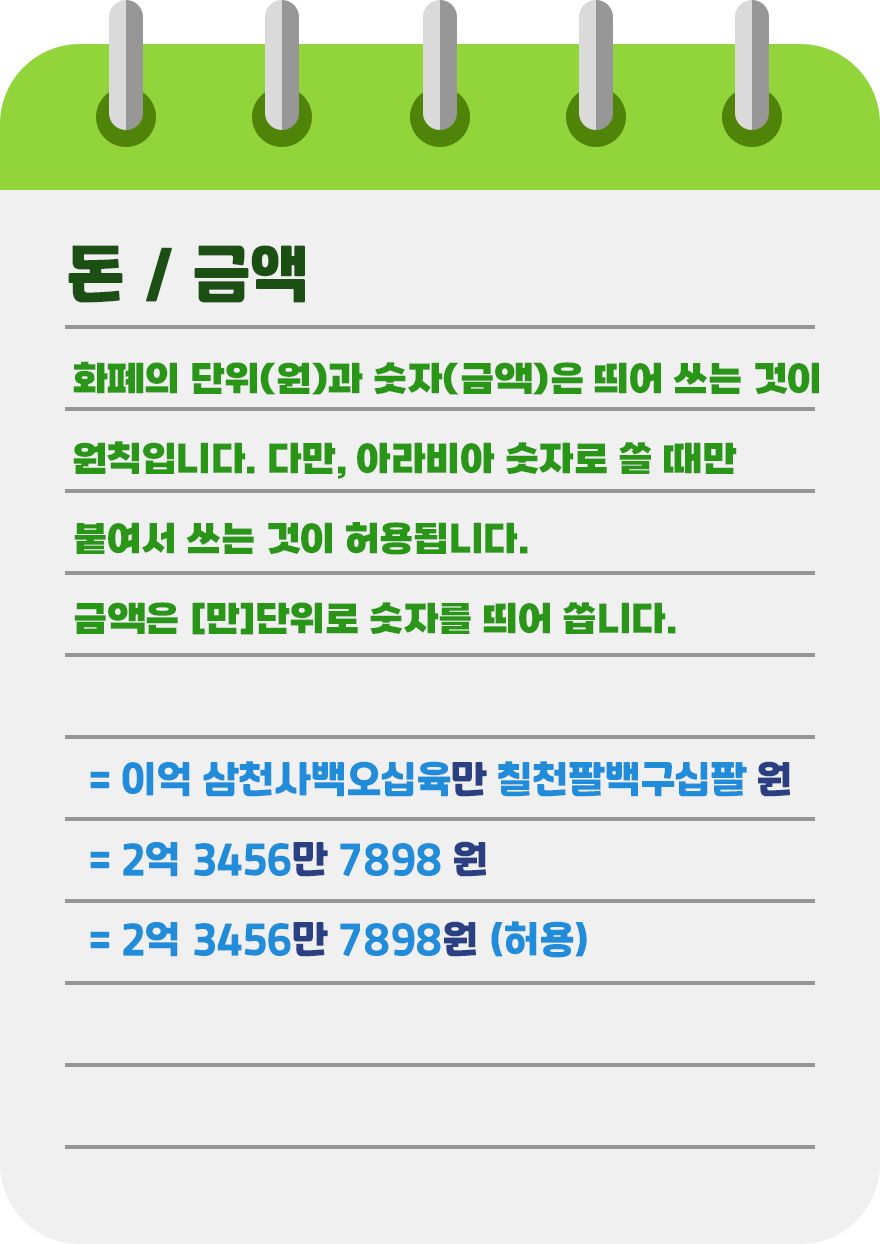 돈 / 금액
화폐의 단위(원)과 숫자(금액)은 띄어 쓰는 것이
원칙입니다. 다만, 아라비아 숫자로 쓸 때만
붙여서 쓰는 것이 허용됩니다.
금액은 [만]단위로 숫자를 띄어 씁니다.
= 이억 삼천사백오십육만 칠천팔백구십팔 원
= 2억 3456만 7898 원
= 2억 3456만 7898원 (허용)